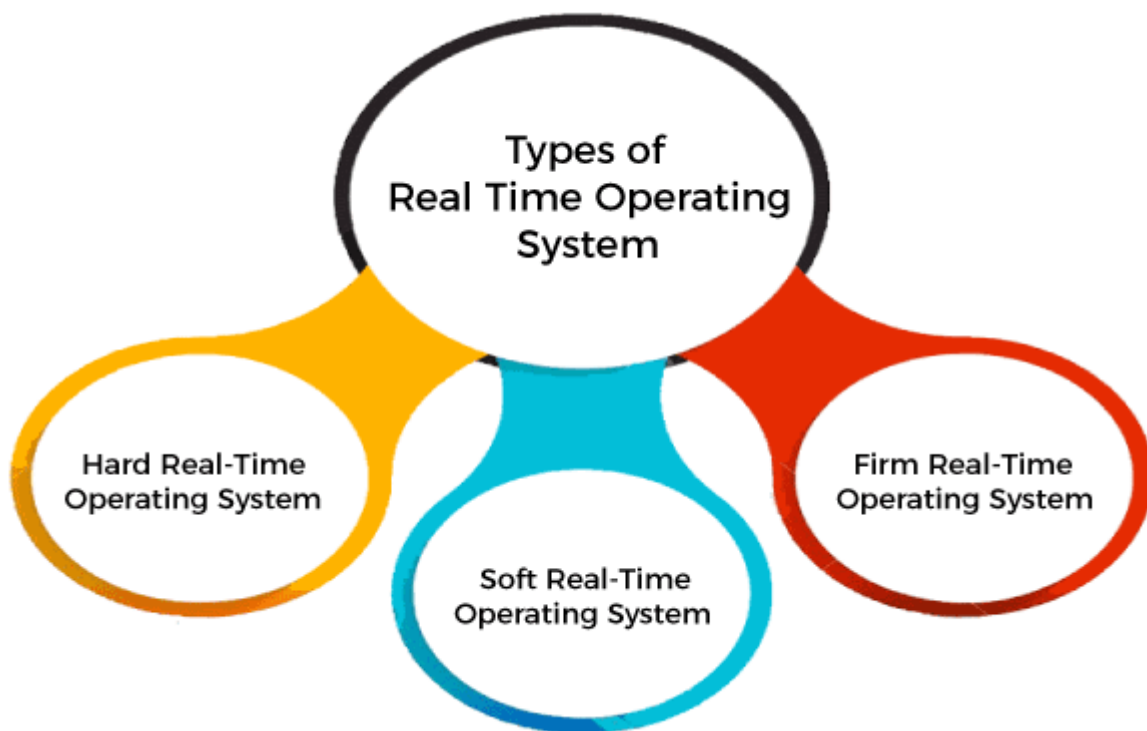 Types of
Real Time Operating
System
Hard Real-Time
Operating System
Soft Real-Time
Operating System
Firm Real-Time
Operating System